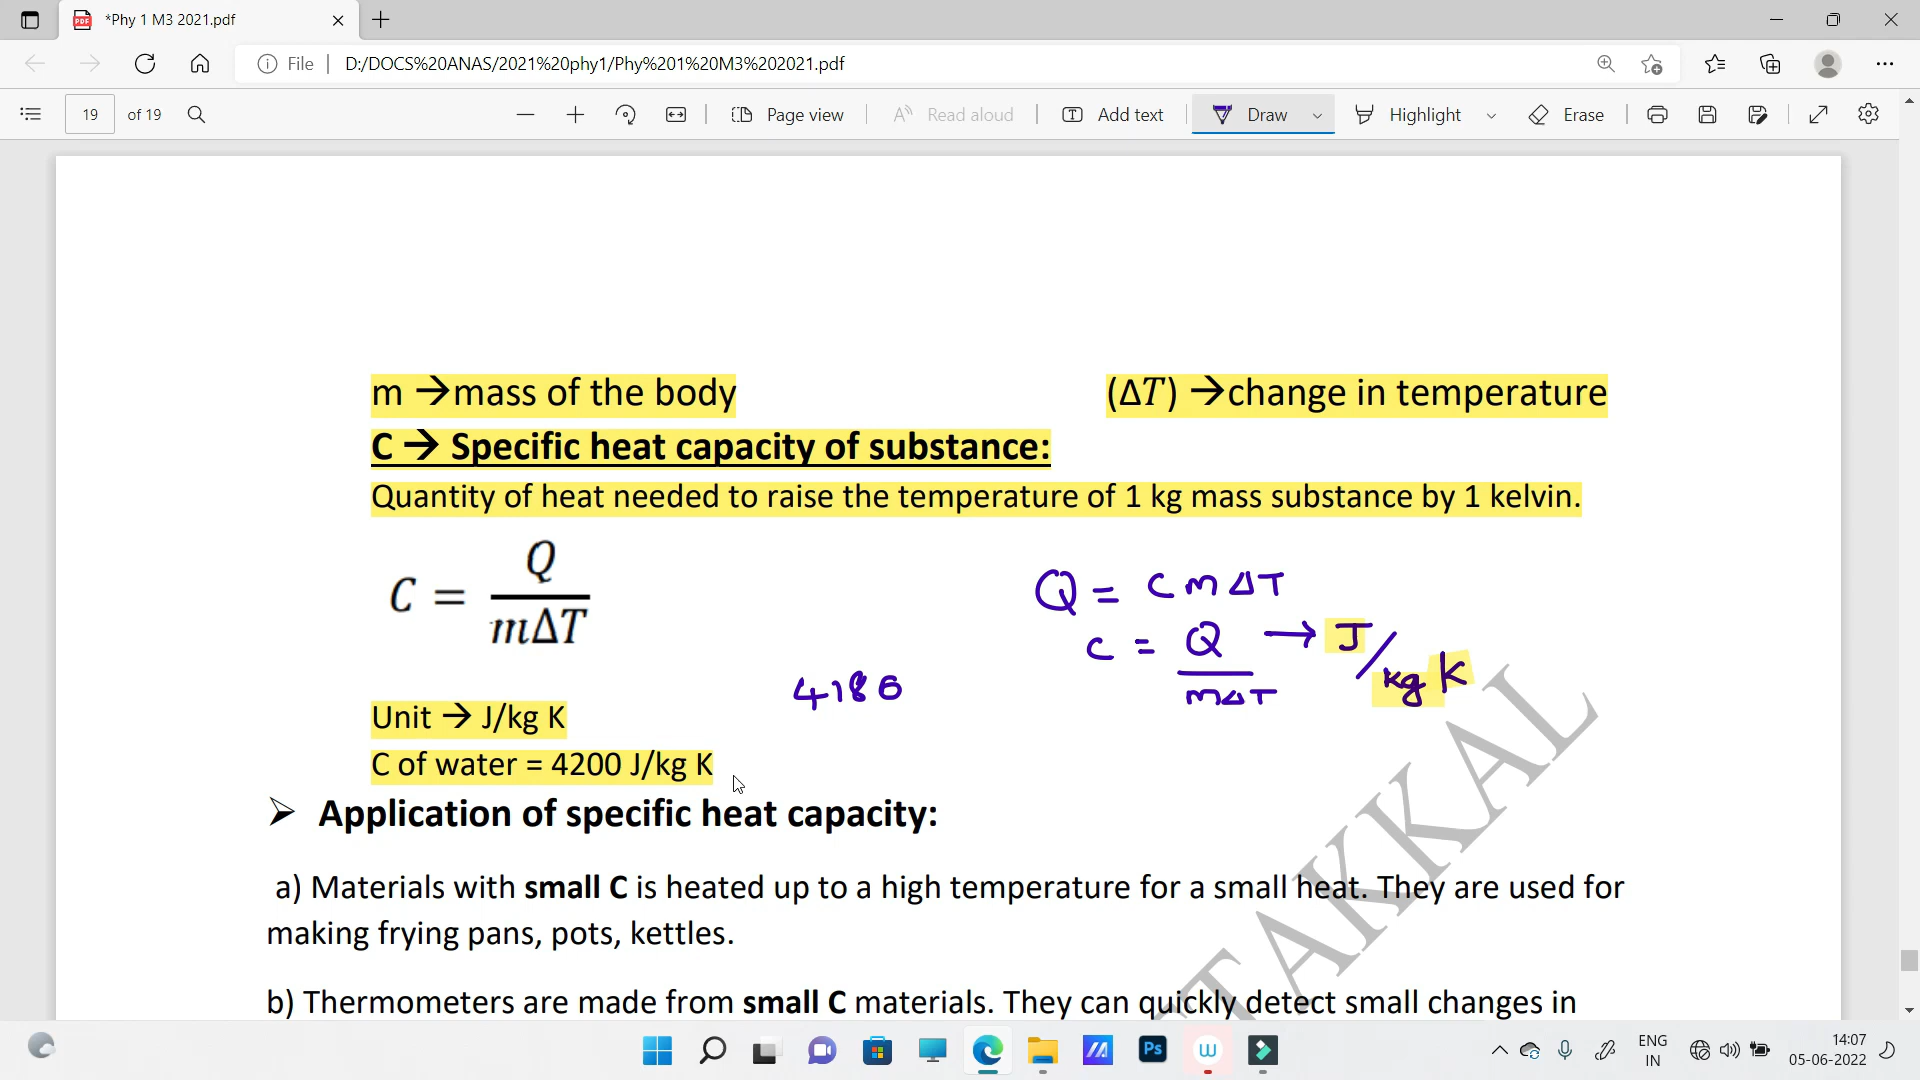 *Phy 1 M3 2021.pdf
File
D:/DOCS%20ANAS/2021%20phy1/Phy%201%20M3%202021.pdf
19 of 19
Page view
Read aloud
Add text
Draw
Highlight
Erase
m →mass of the body (ΔT) →change in temperature
C → Specific heat capacity of substance:
Quantity of heat needed to raise the temperature of 1 kg mass substance by 1 kelvin.
C = Q / mΔT
Q = C m Δ T
C = Q / mΔT → J/kg K
4186
Unit → J/kg K
C of water = 4200 J/kg K
➢ Application of specific heat capacity:
a) Materials with small C is heated up to a high temperature for a small heat. They are used for
making frying pans, pots, kettles.
b) Thermometers are made from small C materials. They can quickly detect small changes in
TAKKAL
Ps
ENG
IN
14:07
05-06-2022